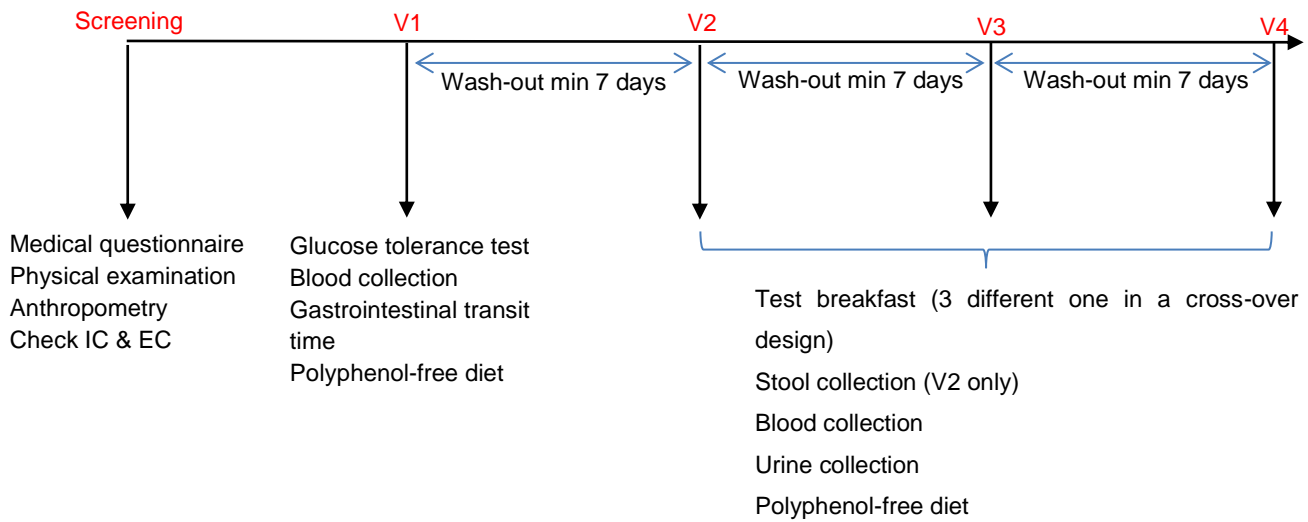 Screening V1 V2 V3 V4
Wash-out min 7 days Wash-out min 7 days Wash-out min 7 days
Medical questionnaire
Physical examination
Anthropometry
Check IC & EC
Glucose tolerance test
Blood collection
Gastrointestinal transit
time
Polyphenol-free diet
Test breakfast (3 different one in a cross-over
design)
Stool collection (V2 only)
Blood collection
Urine collection
Polyphenol-free diet